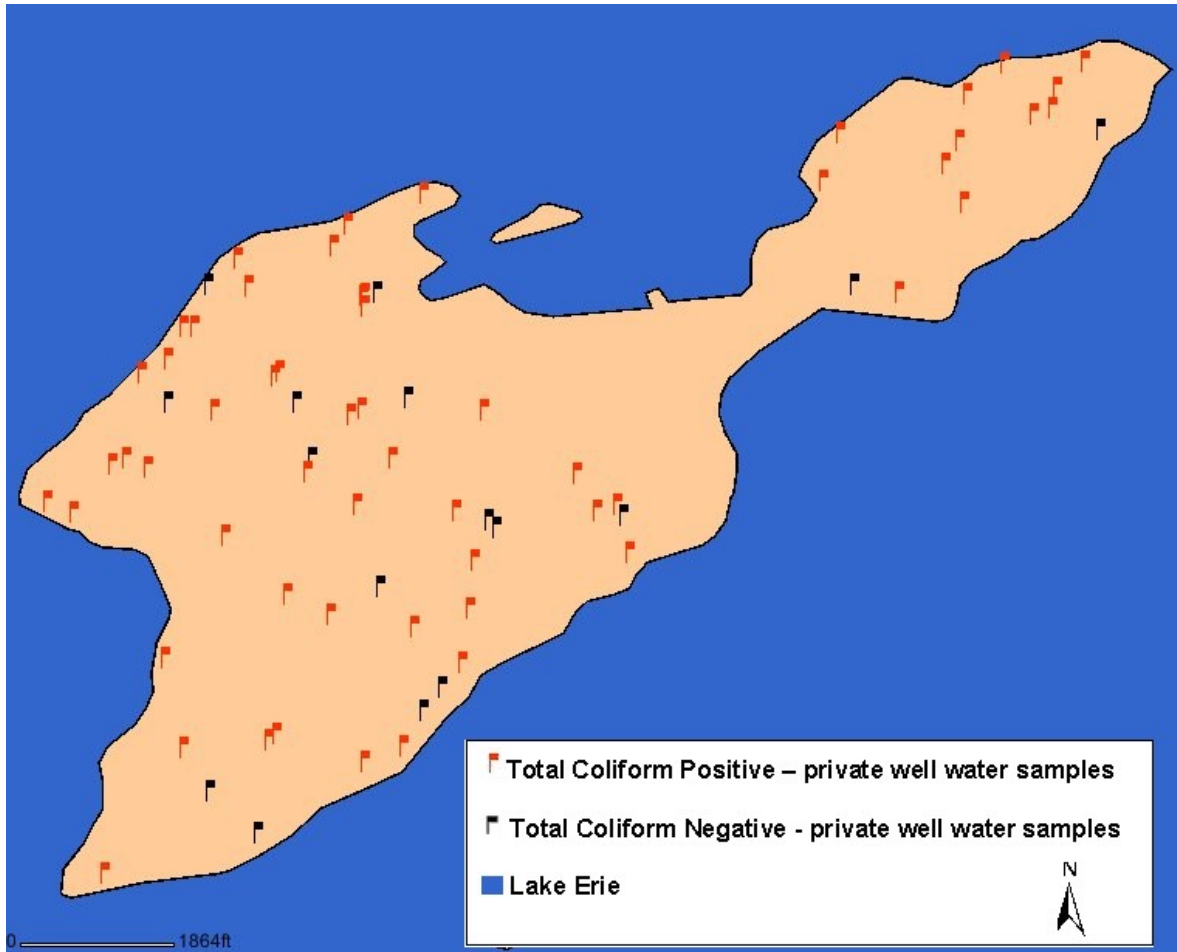 Total Coliform Positive – private well water samples
Total Coliform Negative - private well water samples
Lake Erie
N
0 1864ft